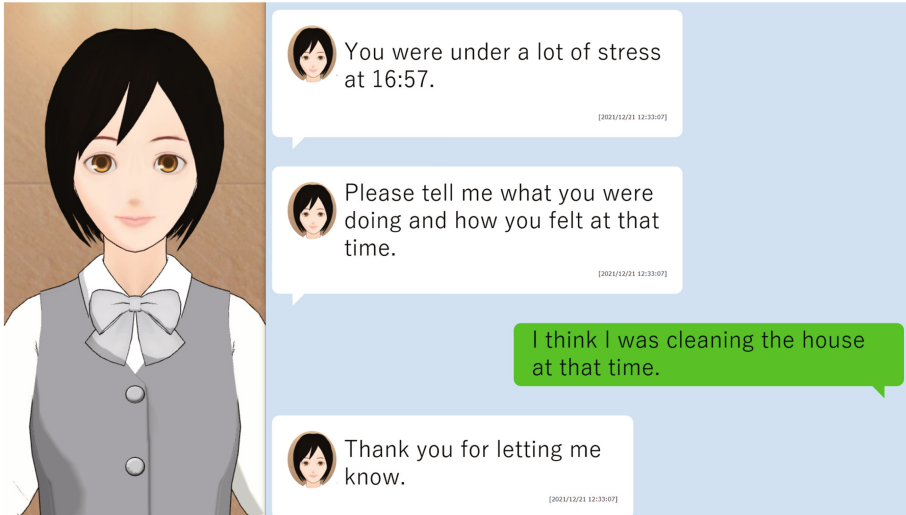 You were under a lot of stress
at 16:57.
[2021/12/21 12:33:07]
Please tell me what you were
doing and how you felt at that
time.
[2021/12/21 12:33:07]
I think I was cleaning the house
at that time.
Thank you for letting me
know.
[2021/12/21 12:33:07]